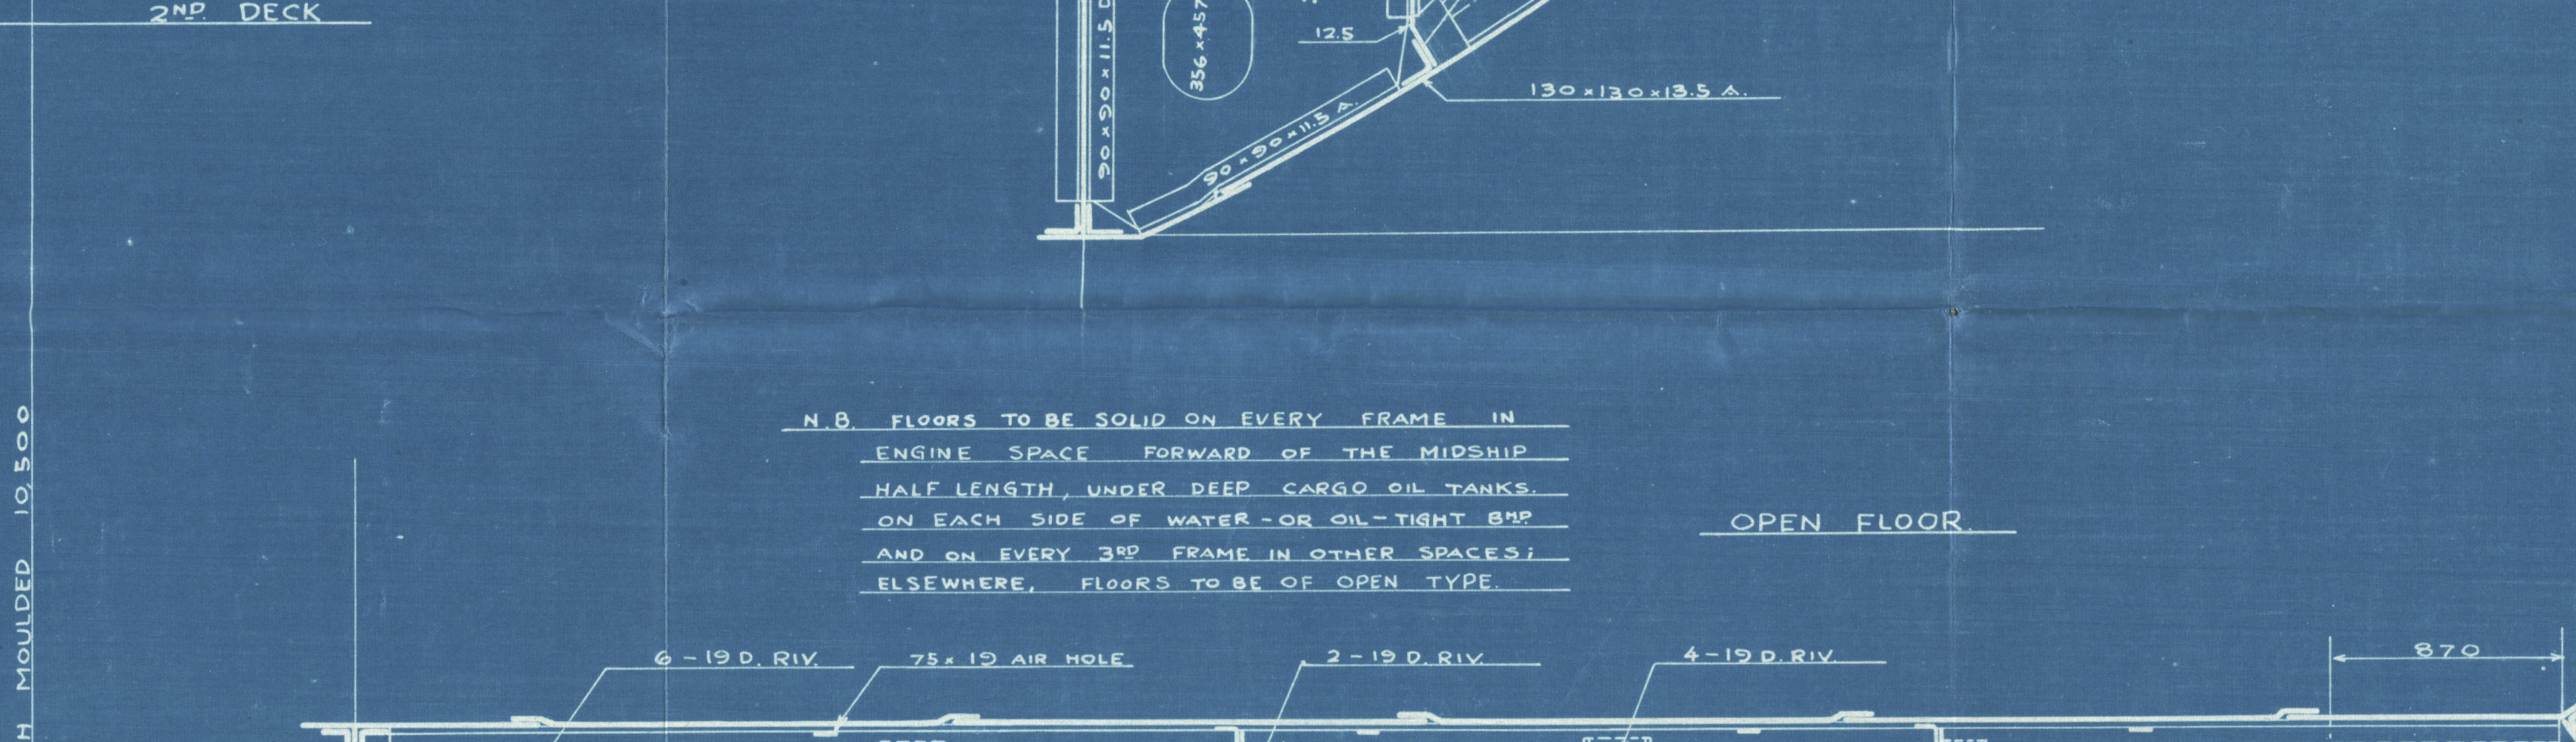 2ND. DECK
90×90×11.5
356×457
12.5
130×130×13.5 A.
90×90×11.5 A.
MOULDED 10,500
N.B. FLOORS TO BE SOLID ON EVERY FRAME IN
ENGINE SPACE FORWARD OF THE MIDSHIP
HALF LENGTH, UNDER DEEP CARGO OIL TANKS.
ON EACH SIDE OF WATER-OR OIL-TIGHT BHD
AND ON EVERY 3RD FRAME IN OTHER SPACES;
ELSEWHERE, FLOORS TO BE OF OPEN TYPE.
OPEN FLOOR.
6-19 D. RIV.
75×19 AIR HOLE
2-19 D. RIV.
4-19 D. RIV.
870